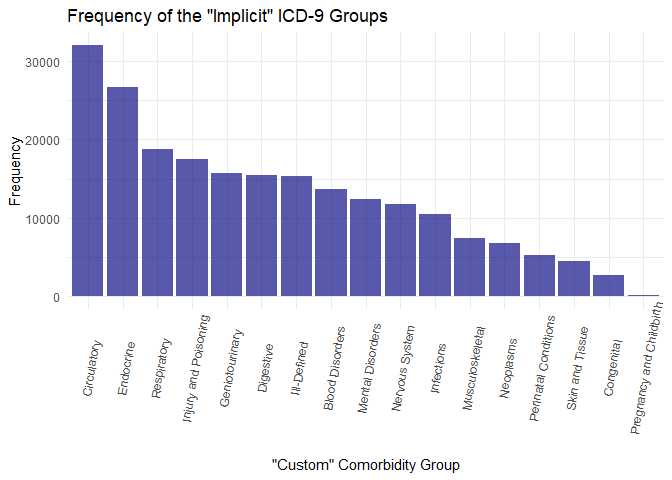 Frequency of the "Implicit" ICD-9 Groups
Frequency
30000
20000
10000
0
Circulatory
Endocrine
Respiratory
Injury and Poisoning
Geniotourinary
Digestive
Ill-Defined
Blood Disorders
Mental Disorders
Nervous System
Infections
Musculoskeletal
Neoplasms
Perinatal Conditions
Skin and Tissue
Congenital
Pregnancy and Childbirth
"Custom" Comorbidity Group